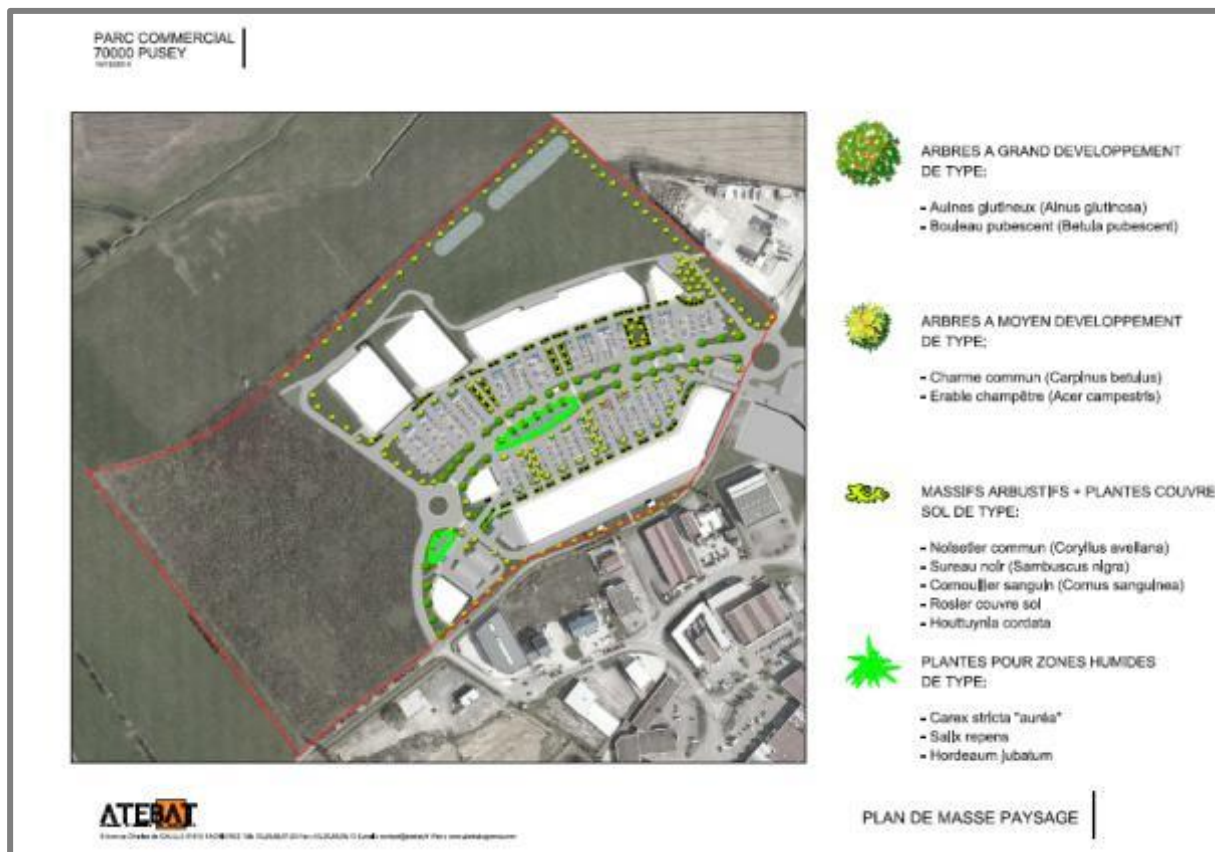 PARC COMMERCIAL
70000 PUSEY
ARBRES A GRAND DEVELOPPEMENT
DE TYPE:
- Aulnes glutineux (Alnus glutinosa)
- Bouleau pubescent (Betula pubescent)
ARBRES A MOYEN DEVELOPPEMENT
DE TYPE:
- Charme commun (Carpinus betulus)
- Erable champêtre (Acer campestris)
MASSIFS ARBUSTIFS + PLANTES COUVRE
SOL DE TYPE:
- Noisetier commun (Coryllus avellana)
- Sureau noir (Sambuscus nigra)
- Cornouiller sanguin (Cornus sanguinea)
- Rosier couvre sol
- Houttuynia cordata
PLANTES POUR ZONES HUMIDES
DE TYPE:
- Carex stricta "auréa"
- Salix repens
- Hordeaum jubatum
ATEBAT
PLAN DE MASSE PAYSAGE